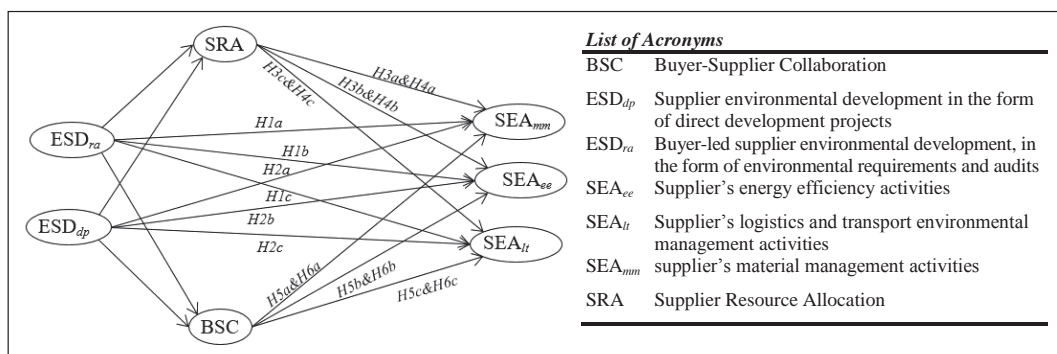 SRA
H3a&H4a
H3b&H4b
H3c&H4c
ESDra
H1a
SEAmm
H1b
H2a
SEAee
H1c
ESDdp
H2b
H2c
SEAlt
H5a&H6a
H5b&H6b
H5c&H6c
BSC
List of Acronyms
BSC Buyer-Supplier Collaboration
ESDdp Supplier environmental development in the form
of direct development projects
ESDra Buyer-led supplier environmental development, in
the form of environmental requirements and audits
SEAee Supplier's energy efficiency activities
SEAlt Supplier's logistics and transport environmental
management activities
SEAmm supplier's material management activities
SRA Supplier Resource Allocation